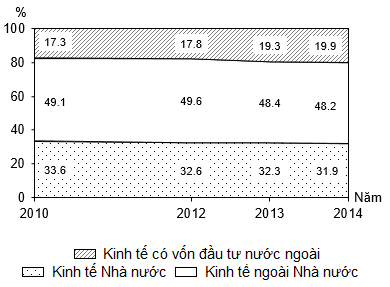 %
100
17.3 17.8 19.3 19.9
80
60
49.1 49.6 48.4 48.2
40
20
33.6 32.6 32.3 31.9
0
Năm
2010 2012 2013 2014
Kinh tế có vốn đầu tư nước ngoài
Kinh tế Nhà nước Kinh tế ngoài Nhà nước